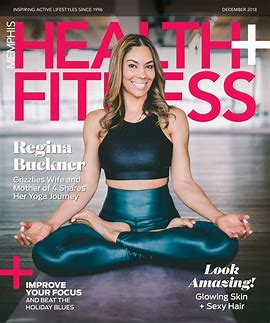 INSPIRING ACTIVE LIFESTYLES SINCE 1996
DECEMBER 2018
MEMPHIS
HEALTH+
FITNESS
Regina
Buckner
Grizzlies Wife and
Mother of 4 Shares
Her Yoga Journey
+
IMPROVE
YOUR FOCUS
AND BEAT THE
HOLIDAY BLUES
Look
Amazing!
Glowing Skin
+ Sexy Hair